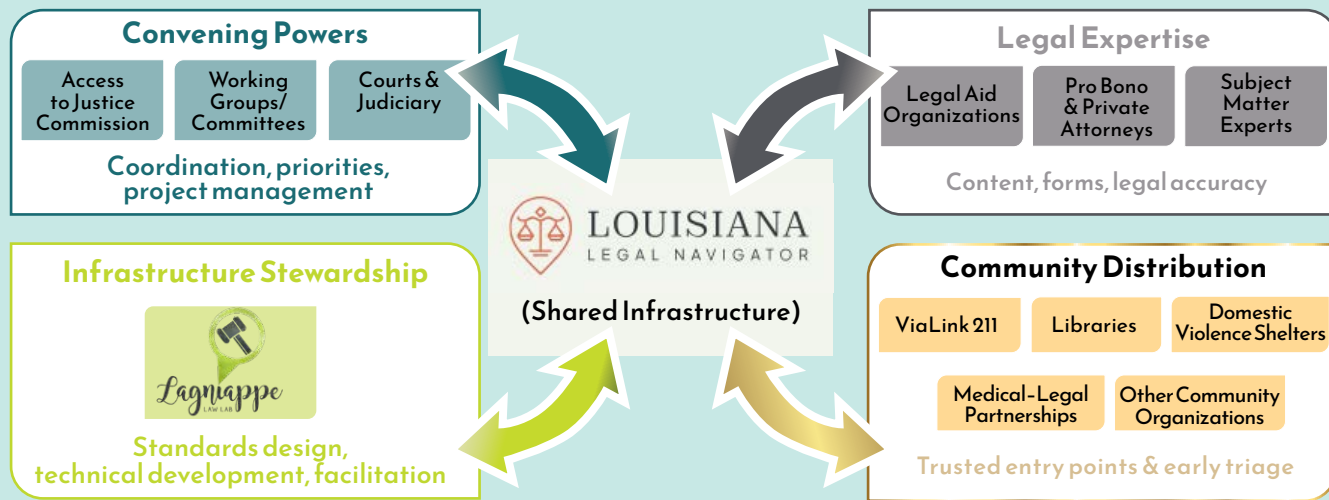 Convening Powers
Access
to Justice
Commission
Working
Groups/
Committees
Courts &
Judiciary
Coordination, priorities,
project management
Legal Expertise
Legal Aid
Organizations
Pro Bono
& Private
Attorneys
Subject
Matter
Experts
Content, forms, legal accuracy
LOUISIANA
LEGAL NAVIGATOR
(Shared Infrastructure)
Infrastructure Stewardship
Lagniappe
LAW LAB
Standards design,
technical development, facilitation
Community Distribution
ViaLink 211
Libraries
Domestic
Violence Shelters
Medical-Legal
Partnerships
Other Community
Organizations
Trusted entry points & early triage